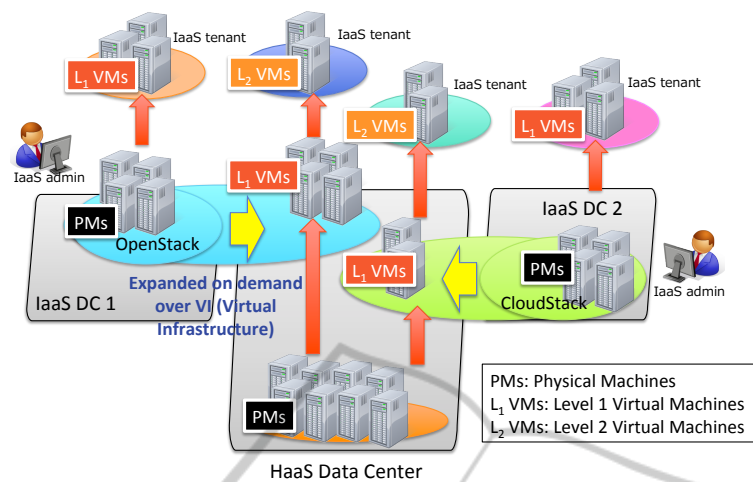 IaaS tenant
L₁ VMs
IaaS tenant
L₂ VMs
IaaS tenant
L₂ VMs
IaaS tenant
L₁ VMs
IaaS admin
PMs
OpenStack
IaaS DC 1
L₁ VMs
Expanded on demand
over VI (Virtual
Infrastructure)
L₁ VMs
IaaS DC 2
PMs
CloudStack
IaaS admin
PMs
HaaS Data Center
PMs: Physical Machines
L₁ VMs: Level 1 Virtual Machines
L₂ VMs: Level 2 Virtual Machines